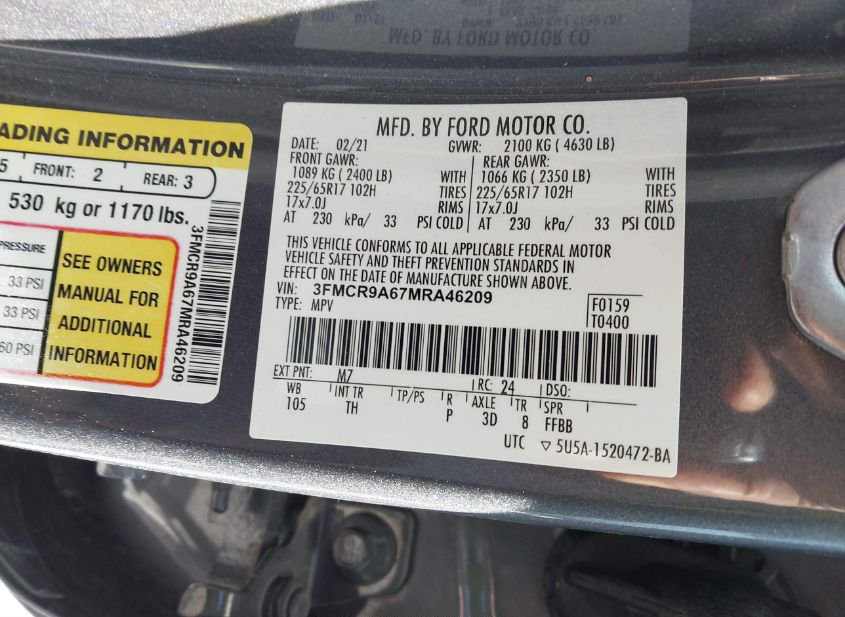 MFD. BY FORD MOTOR CO.
ADING INFORMATION
5 FRONT: 2 REAR: 3
530 kg or 1170 lbs.
PRESSURE
33 PSI
33 PSI
60 PSI
SEE OWNERS
MANUAL FOR
ADDITIONAL
INFORMATION
3FMCR9A67MRA46209
MFD. BY FORD MOTOR CO.
DATE: 02/21 GVWR: 2100 KG ( 4630 LB)
FRONT GAWR: REAR GAWR:
1089 KG ( 2400 LB) WITH 1066 KG ( 2350 LB) WITH
225/65R17 102H TIRES 225/65R17 102H TIRES
17x7.0J RIMS 17x7.0J RIMS
AT 230 kPa/ 33 PSI COLD AT 230 kPa/ 33 PSI COLD
THIS VEHICLE CONFORMS TO ALL APPLICABLE FEDERAL MOTOR
VEHICLE SAFETY AND THEFT PREVENTION STANDARDS IN
EFFECT ON THE DATE OF MANUFACTURE SHOWN ABOVE.
VIN: 3FMCR9A67MRA46209
TYPE: MPV
F0159
T0400
EXT PNT: M7 RC: 24 DSO:
WB INT TR TP/PS R AXLE TR SPR
105 TH P 3D 8 FFBB
UTC ▽ 5U5A-1520472-BA